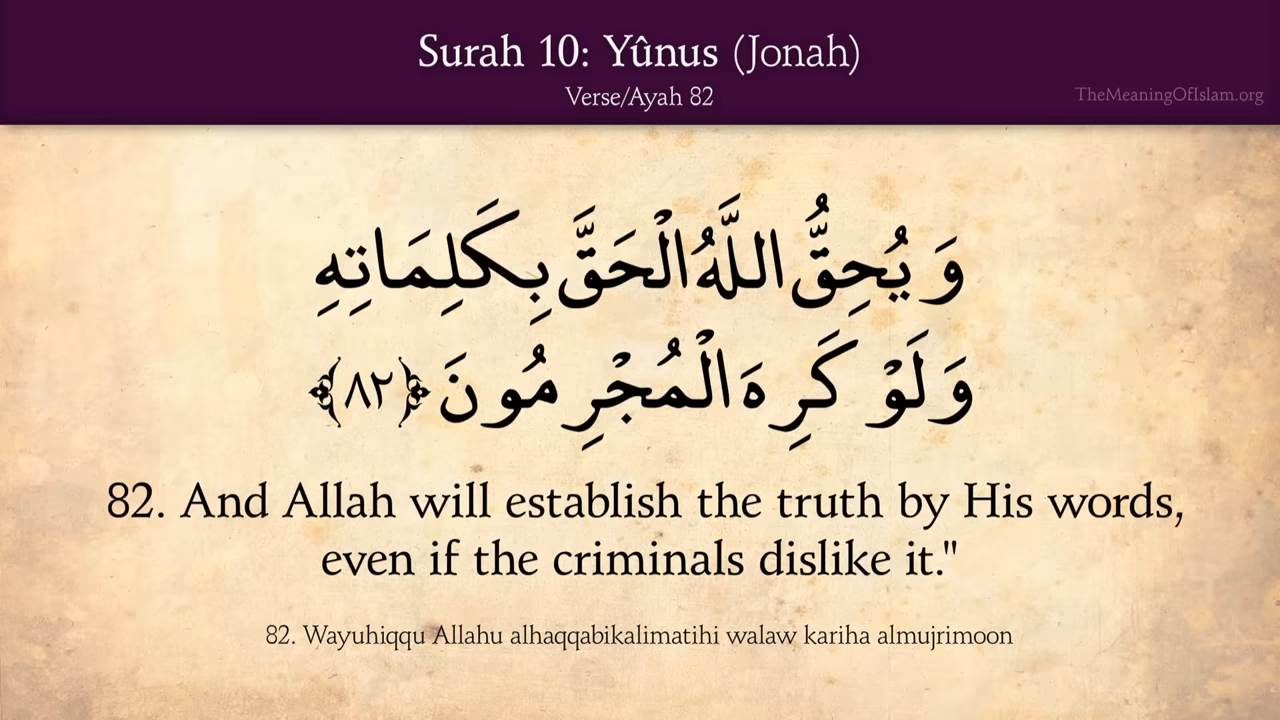 Surah 10: Yûnus (Jonah)
Verse/Ayah 82
TheMeaningOfIslam.org
وَ يُحِقُّ اللَّهُ الْحَقَّ بِكَلِمَاتِهِ
وَ لَوْ كَرِهَ الْمُجْرِمُونَ ﴿٨٢﴾
82. And Allah will establish the truth by His words,
even if the criminals dislike it."
82. Wayuhiqqu Allahu alhaqqabikalimatihi walaw kariha almujrimoon